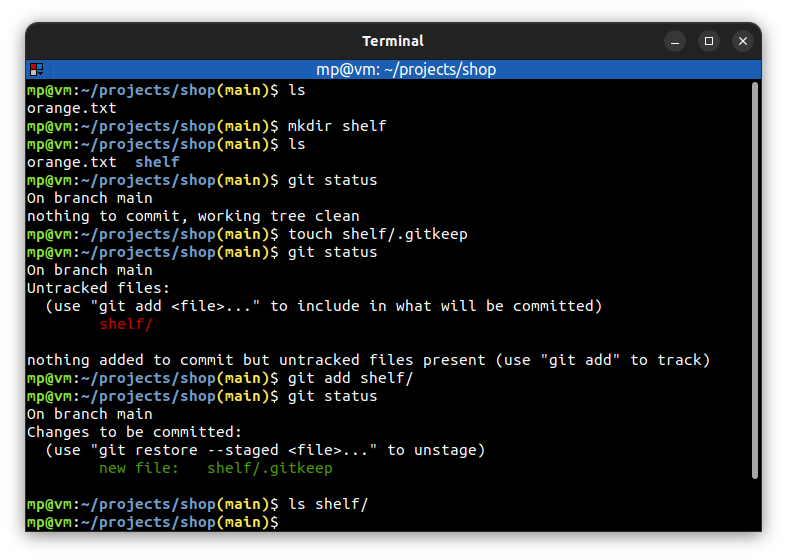 Terminal
mp@vm: ~/projects/shop
mp@vm:~/projects/shop(main)$ ls
orange.txt
mp@vm:~/projects/shop(main)$ mkdir shelf
mp@vm:~/projects/shop(main)$ ls
orange.txt  shelf
mp@vm:~/projects/shop(main)$ git status
On branch main
nothing to commit, working tree clean
mp@vm:~/projects/shop(main)$ touch shelf/.gitkeep
mp@vm:~/projects/shop(main)$ git status
On branch main
Untracked files:
  (use "git add <file>..." to include in what will be committed)
        shelf/

nothing added to commit but untracked files present (use "git add" to track)
mp@vm:~/projects/shop(main)$ git add shelf/
mp@vm:~/projects/shop(main)$ git status
On branch main
Changes to be committed:
  (use "git restore --staged <file>..." to unstage)
        new file:   shelf/.gitkeep

mp@vm:~/projects/shop(main)$ ls shelf/
mp@vm:~/projects/shop(main)$